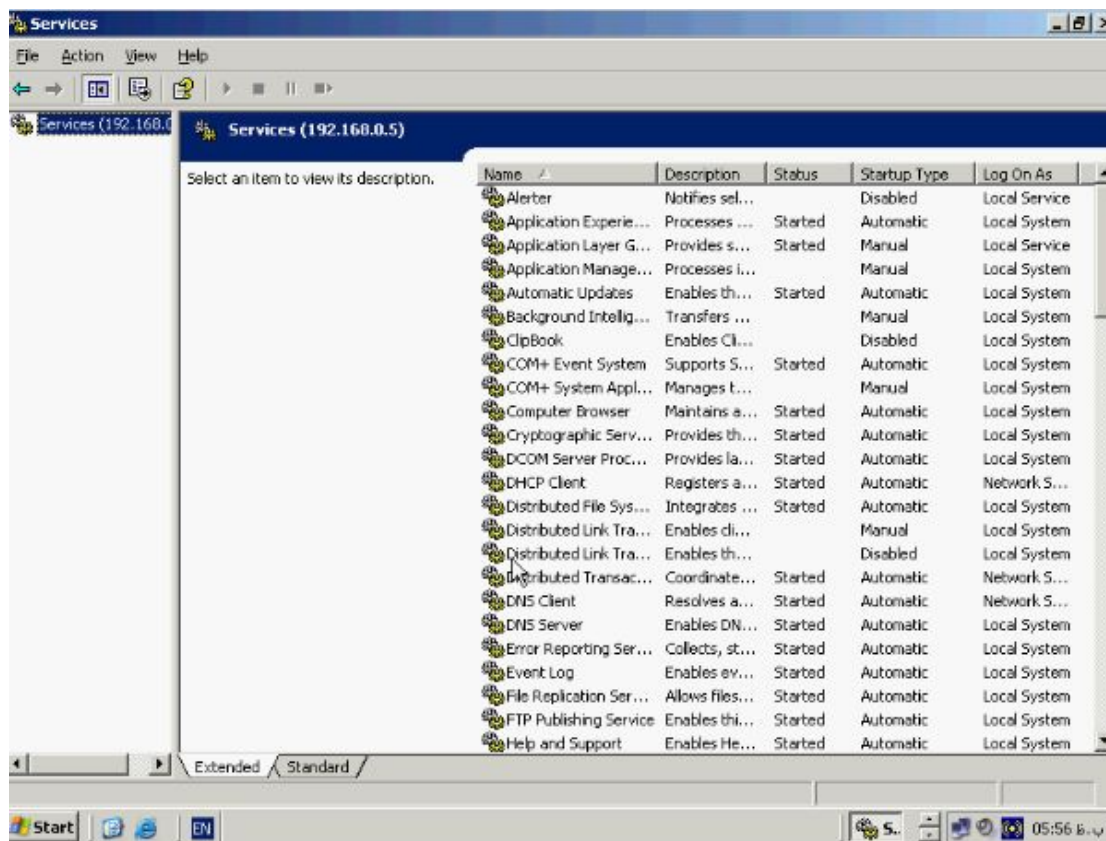 Services
File Action View Help
Services (192.168.0
Services (192.168.0.5)
Select an item to view its description.
Name Description Status Startup Type Log On As
Alerter Notifies sel... Disabled Local Service
Application Experie... Processes ... Started Automatic Local System
Application Layer G... Provides s... Started Manual Local Service
Application Manage... Processes i... Manual Local System
Automatic Updates Enables th... Started Automatic Local System
Background Intellig... Transfers ... Manual Local System
ClipBook Enables Cli... Disabled Local System
COM+ Event System Supports S... Started Automatic Local System
COM+ System Appl... Manages t... Manual Local System
Computer Browser Maintains a... Started Automatic Local System
Cryptographic Serv... Provides th... Started Automatic Local System
DCOM Server Proc... Provides la... Started Automatic Local System
DHCP Client Registers a... Started Automatic Network S...
Distributed File Sys... Integrates ... Started Automatic Local System
Distributed Link Tra... Enables cli... Manual Local System
Distributed Link Tra... Enables th... Disabled Local System
Distributed Transac... Coordinate... Started Automatic Network S...
DNS Client Resolves a... Started Automatic Network S...
DNS Server Enables DN... Started Automatic Local System
Error Reporting Ser... Collects, st... Started Automatic Local System
Event Log Enables ev... Started Automatic Local System
File Replication Ser... Allows files... Started Automatic Local System
FTP Publishing Service Enables thi... Started Automatic Local System
Help and Support Enables He... Started Automatic Local System
Extended Standard
Start EN S.. 05:56 ب.ظ